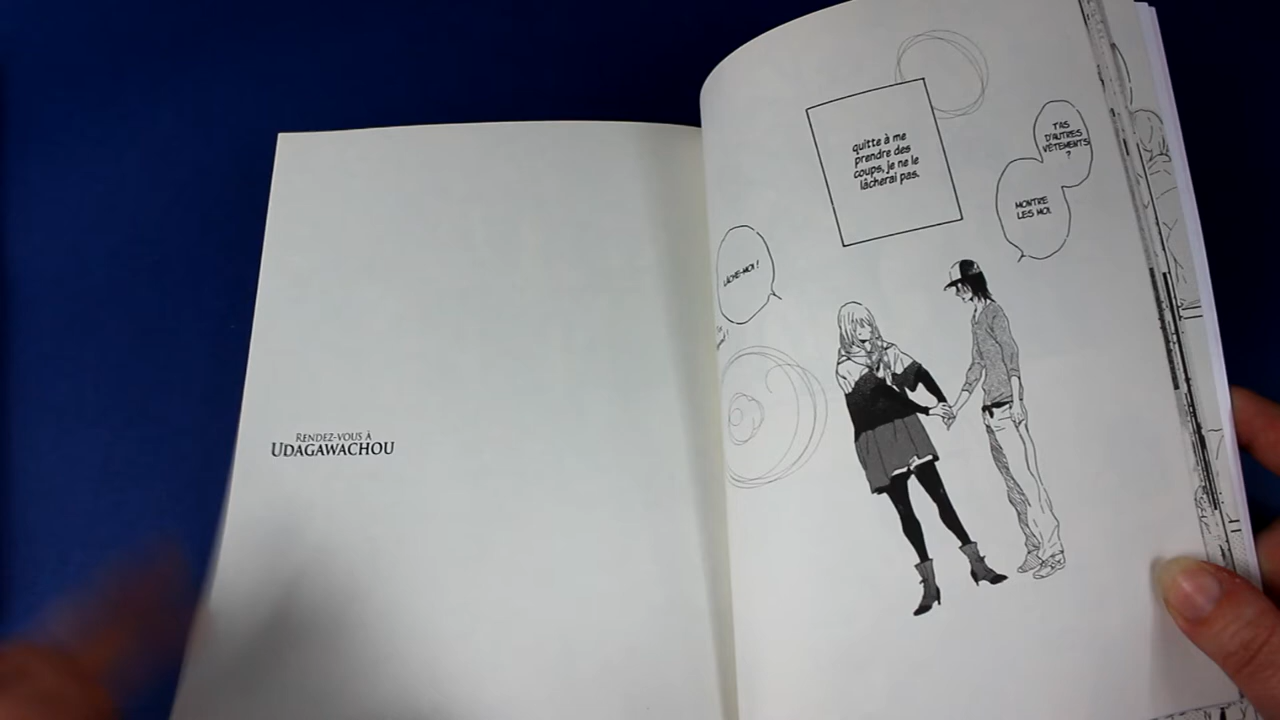 RENDEZ-VOUS À
UDAGAWACHOU
quitte à me
prendre des
coups, je ne le
lâcherai pas.
T'AS
D'AUTRES
VÊTEMENTS
?
MONTRE
LES MOI.
LÂCHE-MOI !